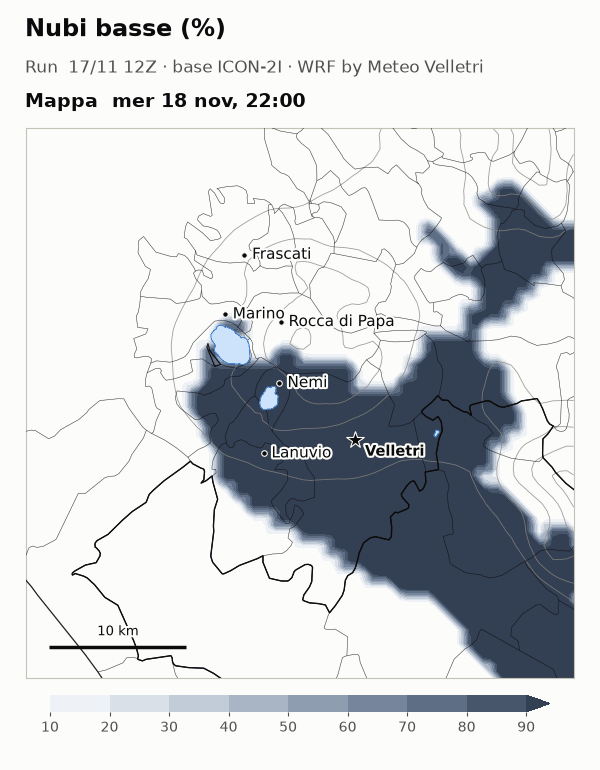 Nubi basse (%)
Run  17/11 12Z · base ICON-2I · WRF by Meteo Velletri
Mappa  mer 18 nov, 22:00
Frascati
Marino
Rocca di Papa
Nemi
Velletri
Lanuvio
10 km
10 20 30 40 50 60 70 80 90